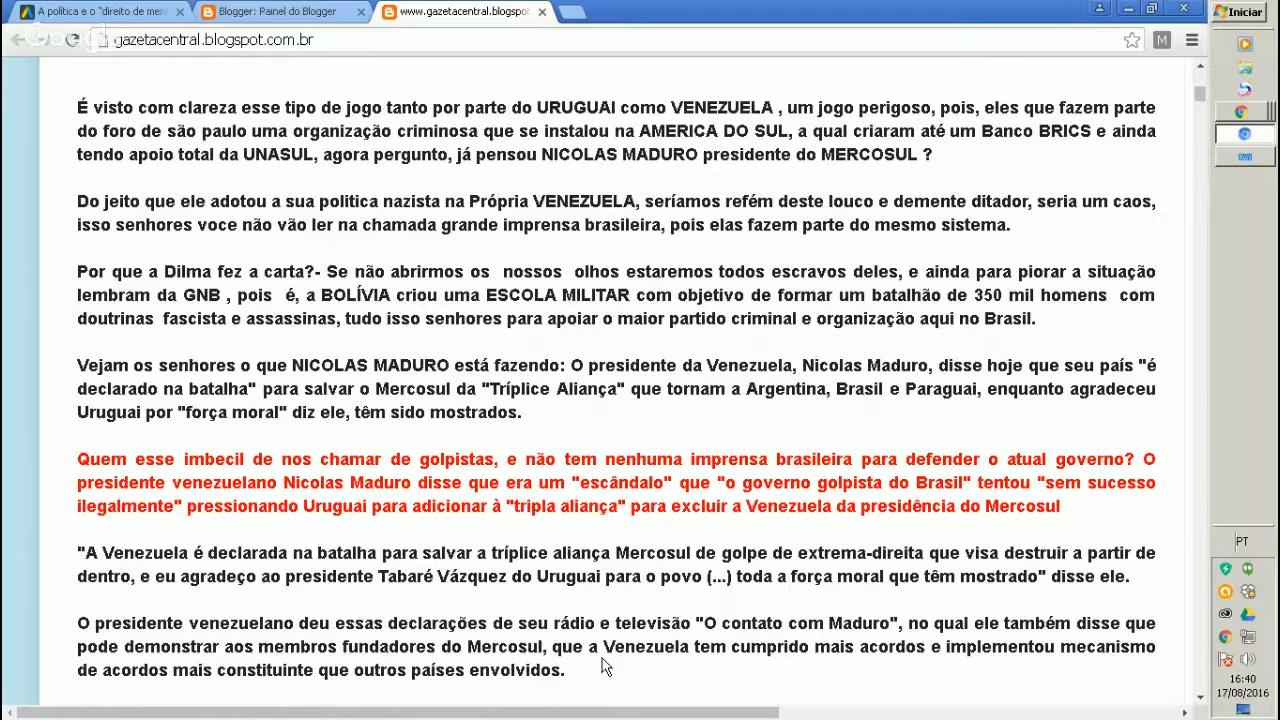 A política e o "direito de men
Blogger: Painel do Blogger
www.gazetacentral.blogspot
Iniciar
gazetacentral.blogspot.com.br
M
É visto com clareza esse tipo de jogo tanto por parte do URUGUAI como VENEZUELA , um jogo perigoso, pois, eles que fazem parte
do foro de são paulo uma organização criminosa que se instalou na AMERICA DO SUL, a qual criaram até um Banco BRICS e ainda
tendo apoio total da UNASUL, agora pergunto, já pensou NICOLAS MADURO presidente do MERCOSUL ?
Do jeito que ele adotou a sua politica nazista na Própria VENEZUELA, seríamos refém deste louco e demente ditador, seria um caos,
isso senhores voce não vão ler na chamada grande imprensa brasileira, pois elas fazem parte do mesmo sistema.
Por que a Dilma fez a carta?- Se não abrirmos os nossos olhos estaremos todos escravos deles, e ainda para piorar a situação
lembram da GNB , pois é, a BOLÍVIA criou uma ESCOLA MILITAR com objetivo de formar um batalhão de 350 mil homens com
doutrinas fascista e assassinas, tudo isso senhores para apoiar o maior partido criminal e organização aqui no Brasil.
Vejam os senhores o que NICOLAS MADURO está fazendo: O presidente da Venezuela, Nicolas Maduro, disse hoje que seu país "é
declarado na batalha" para salvar o Mercosul da "Tríplice Aliança" que tornam a Argentina, Brasil e Paraguai, enquanto agradeceu
Uruguai por "força moral" diz ele, têm sido mostrados.
Quem esse imbecil de nos chamar de golpistas, e não tem nenhuma imprensa brasileira para defender o atual governo? O
presidente venezuelano Nicolas Maduro disse que era um "escândalo" que "o governo golpista do Brasil" tentou "sem sucesso
ilegalmente" pressionando Uruguai para adicionar à "tripla aliança" para excluir a Venezuela da presidência do Mercosul
"A Venezuela é declarada na batalha para salvar a tríplice aliança Mercosul de golpe de extrema-direita que visa destruir a partir de
dentro, e eu agradeço ao presidente Tabaré Vázquez do Uruguai para o povo (...) toda a força moral que têm mostrado" disse ele.
O presidente venezuelano deu essas declarações de seu rádio e televisão "O contato com Maduro", no qual ele também disse que
pode demonstrar aos membros fundadores do Mercosul, que a Venezuela tem cumprido mais acordos e implementou mecanismo
de acordos mais constituinte que outros países envolvidos.
PT
16:40
17/08/2016